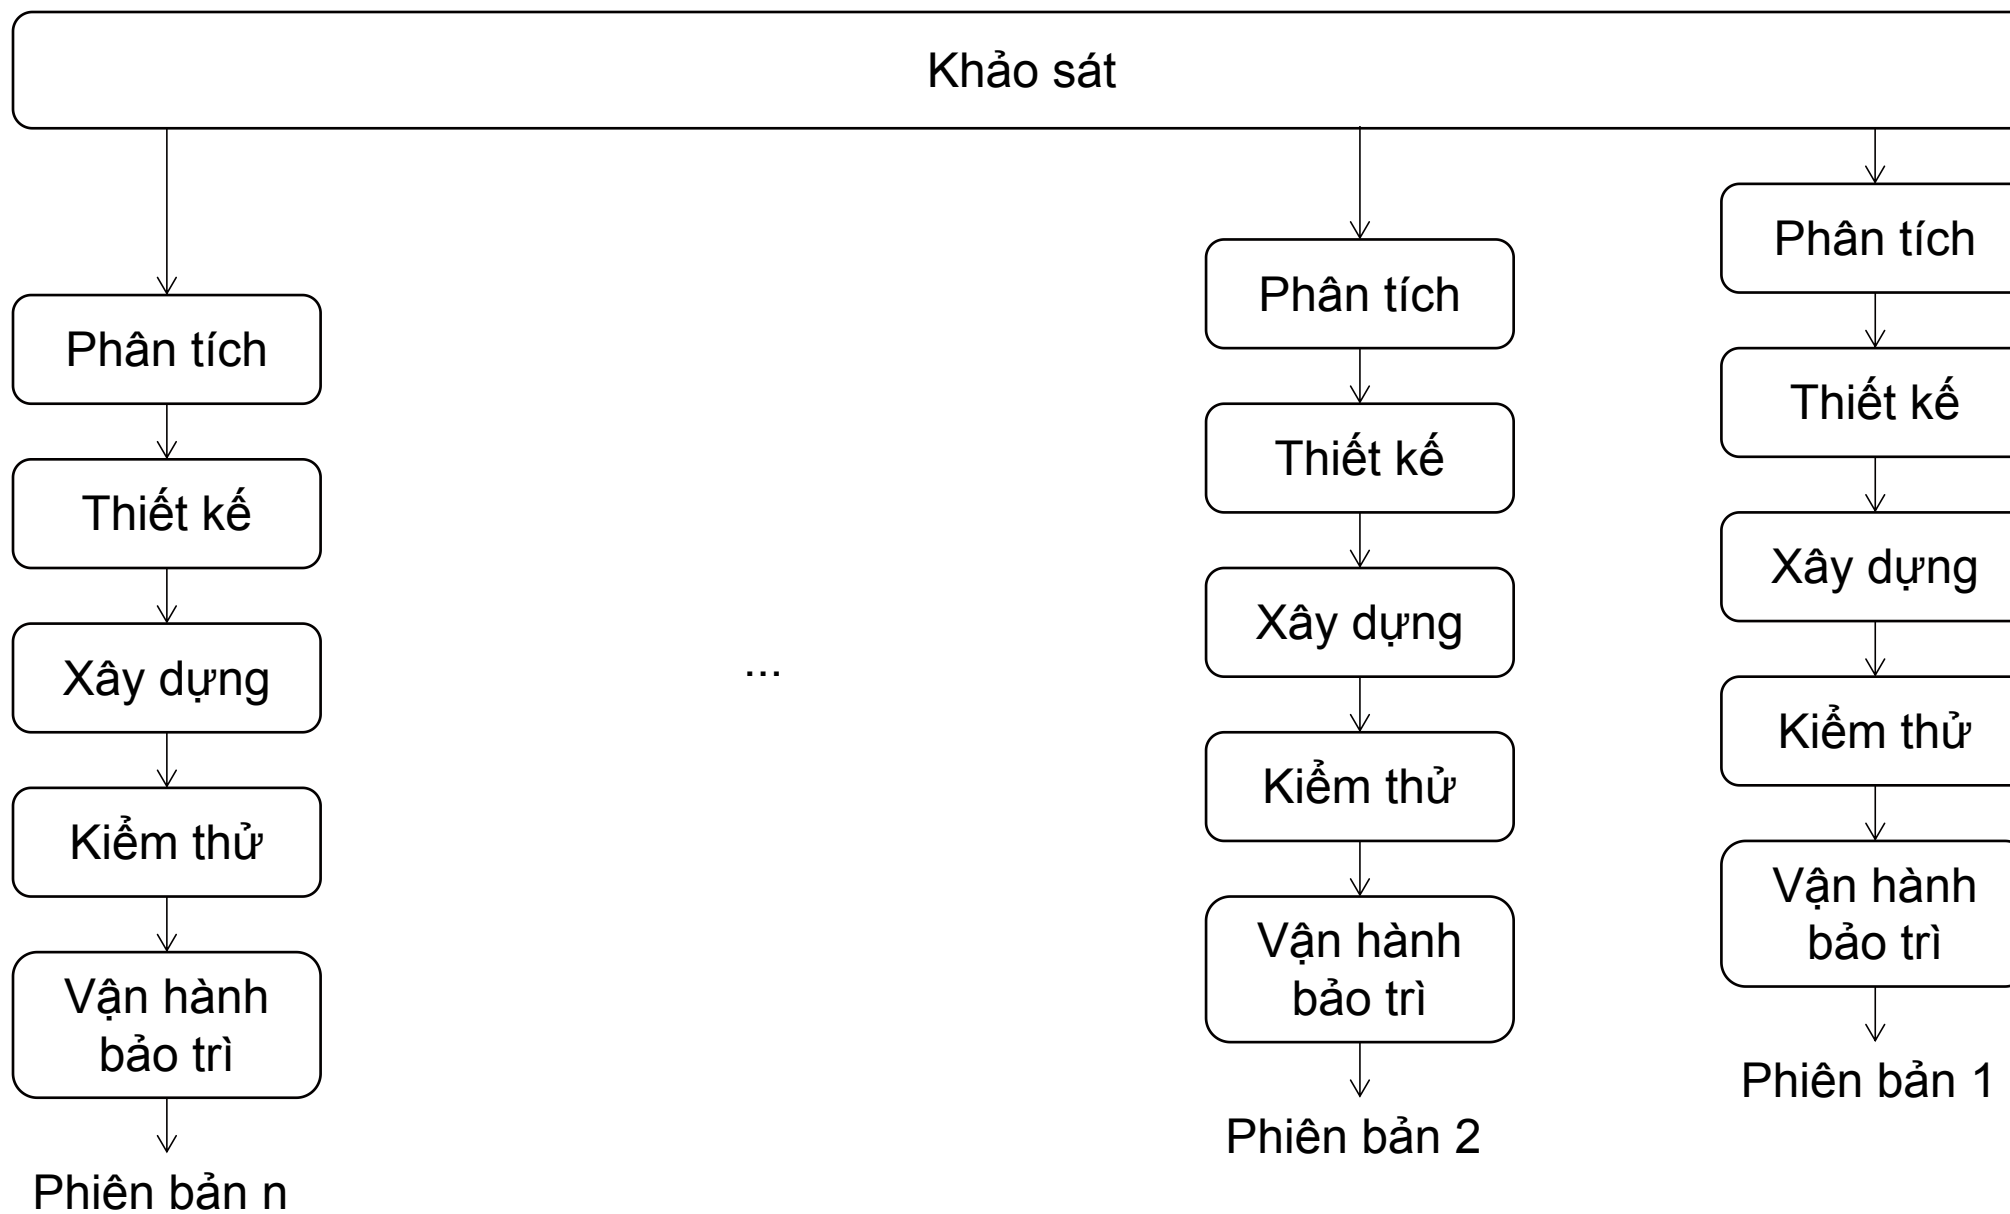 Khảo sát
Phân tích
Thiết kế
Xây dựng
Kiểm thử
Vận hành
bảo trì
Phiên bản n
...
Phân tích
Thiết kế
Xây dựng
Kiểm thử
Vận hành
bảo trì
Phiên bản 2
Phân tích
Thiết kế
Xây dựng
Kiểm thử
Vận hành
bảo trì
Phiên bản 1